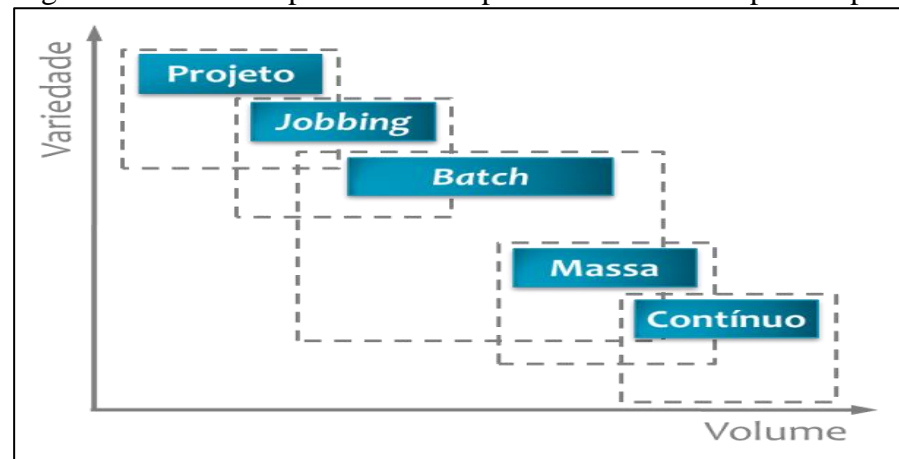 Variedade
Projeto
Jobbing
Batch
Massa
Contínuo
Volume